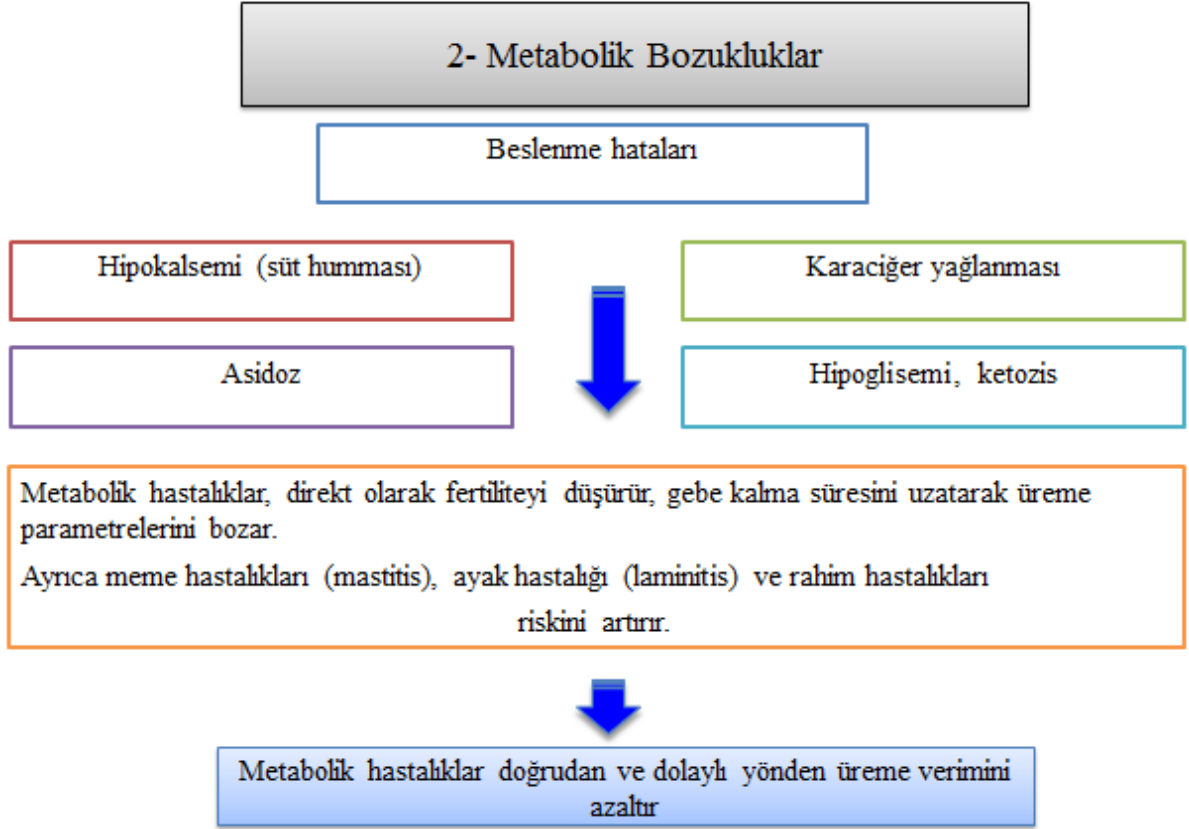 2- Metabolik Bozukluklar
Beslenme hataları
Hipokalsemi (süt humması)
Karaciğer yağlanması
Asidoz
Hipoglisemi, ketozis
Metabolik hastalıklar, direkt olarak fertiliteyi düşürür, gebe kalma süresini uzatarak üreme
parametrelerini bozar.
Ayrıca meme hastalıkları (mastitis), ayak hastalığı (laminitis) ve rahim hastalıkları
riskini artırır.
Metabolik hastalıklar doğrudan ve dolaylı yönden üreme verimini
azaltır